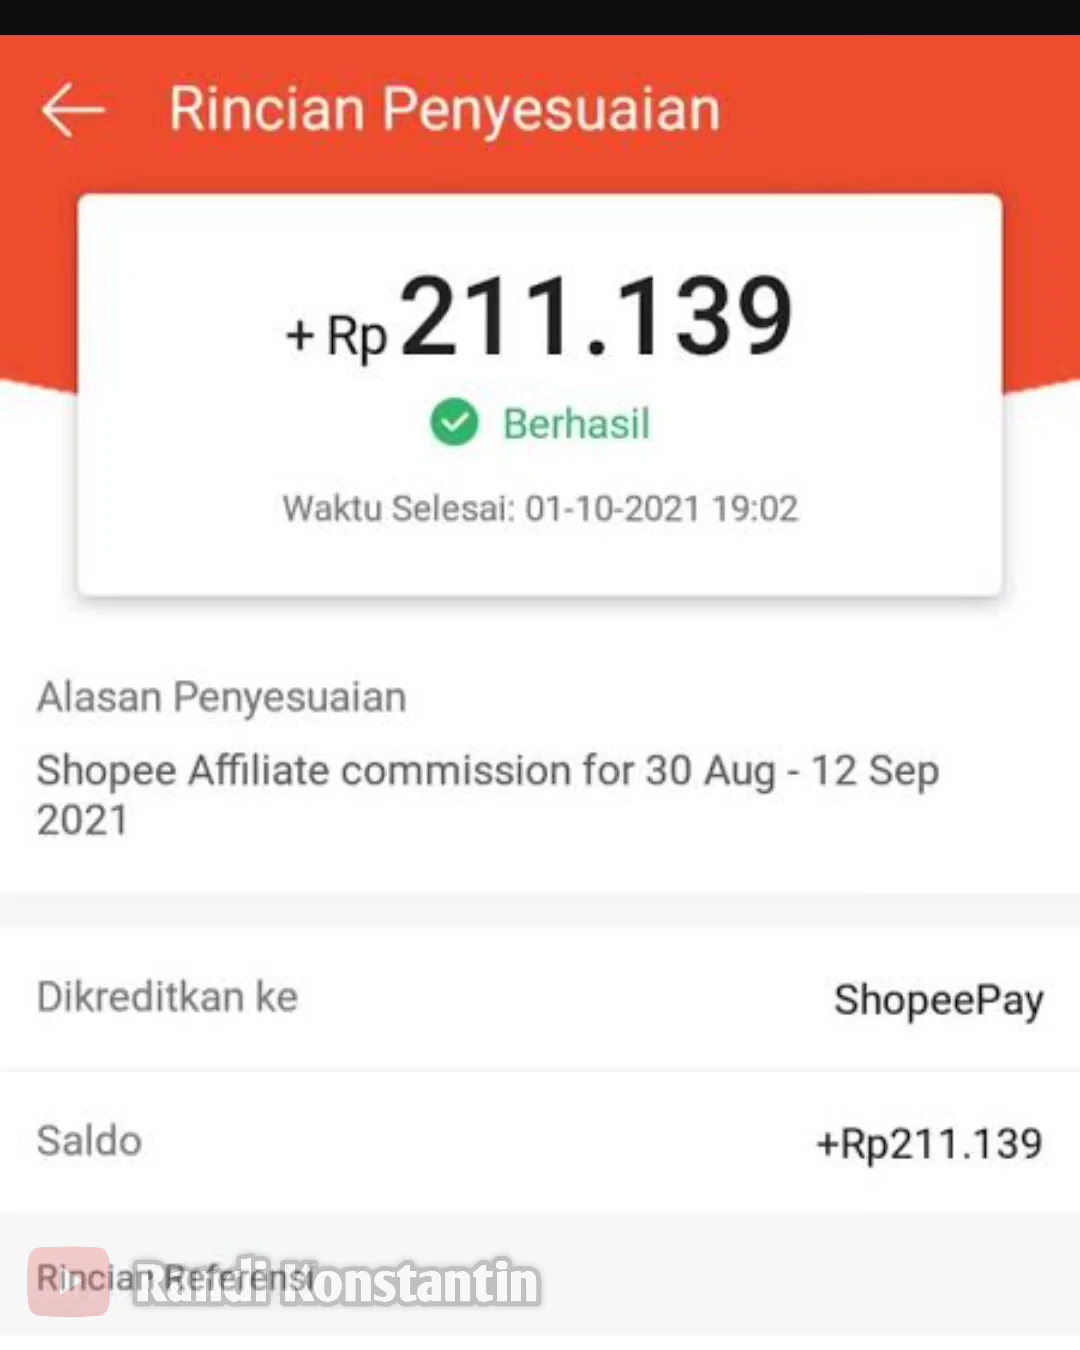 Rincian Penyesuaian
+ Rp 211.139
Berhasil
Waktu Selesai: 01-10-2021 19:02
Alasan Penyesuaian
Shopee Affiliate commission for 30 Aug - 12 Sep
2021
Dikreditkan ke ShopeePay
Saldo +Rp211.139
Rincian Referensi
Randi Konstantin